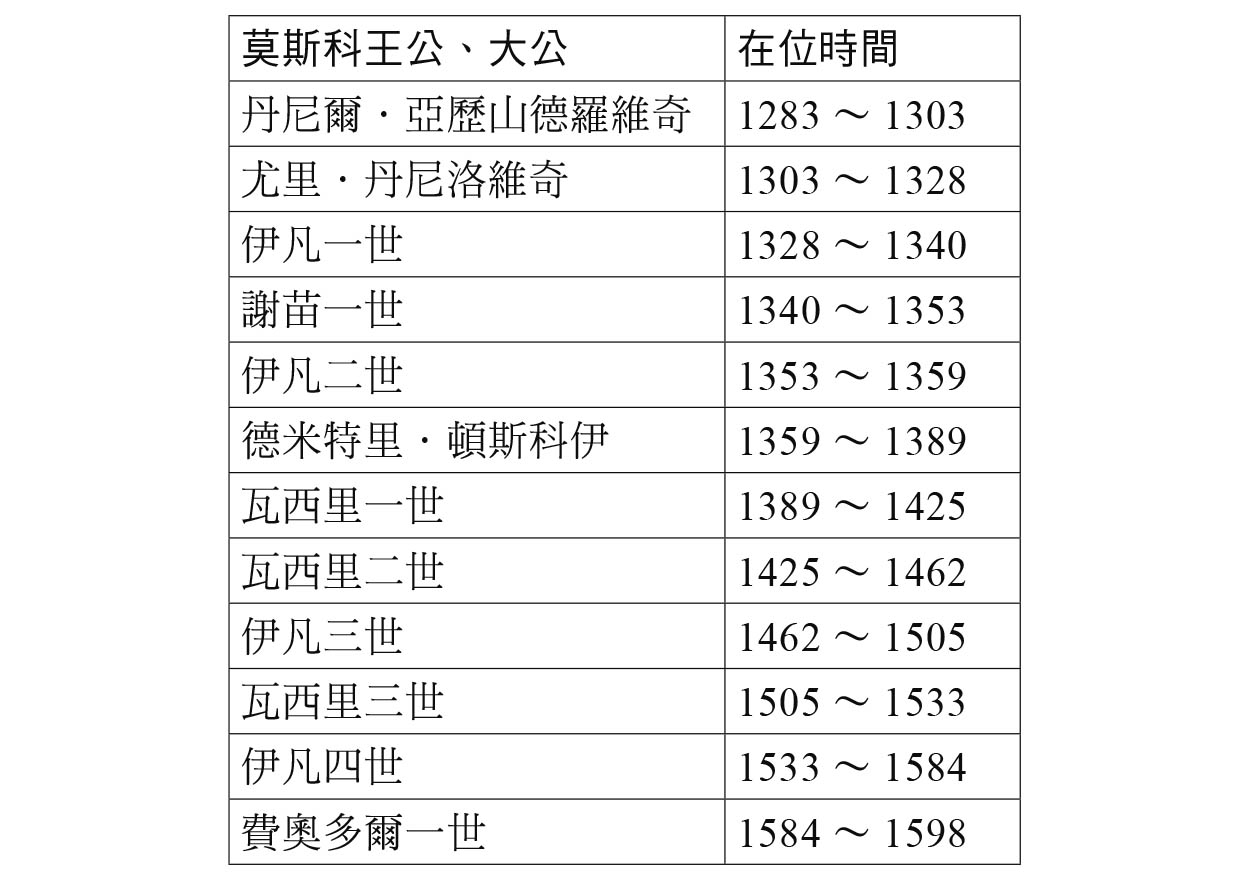 莫斯科王公、大公 在位時間
丹尼爾．亞歷山德羅維奇 1283 ～ 1303
尤里．丹尼洛維奇 1303 ～ 1328
伊凡一世 1328 ～ 1340
謝苗一世 1340 ～ 1353
伊凡二世 1353 ～ 1359
德米特里．頓斯科伊 1359 ～ 1389
瓦西里一世 1389 ～ 1425
瓦西里二世 1425 ～ 1462
伊凡三世 1462 ～ 1505
瓦西里三世 1505 ～ 1533
伊凡四世 1533 ～ 1584
費奧多爾一世 1584 ～ 1598